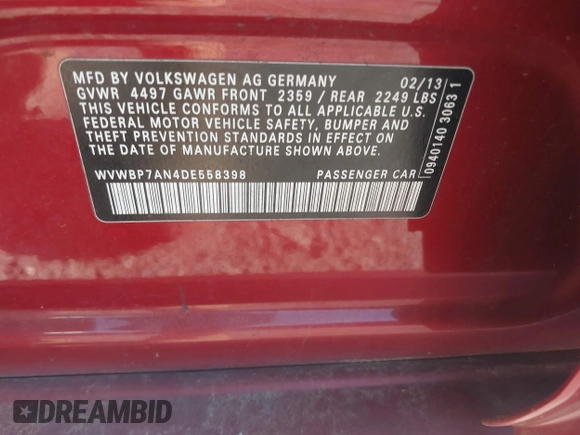 MFD BY VOLKSWAGEN AG GERMANY 02/13
GVWR 4497 GAWR FRONT 2359 / REAR 2249 LBS
THIS VEHICLE CONFORMS TO ALL APPLICABLE U.S.
FEDERAL MOTOR VEHICLE SAFETY, BUMPER AND
THEFT PREVENTION STANDARDS IN EFFECT ON
THE DATE OF MANUFACTURE SHOWN ABOVE.
WVWBP7AN4DE558398 PASSENGER CAR
0940140 3063 1
DREAMBID